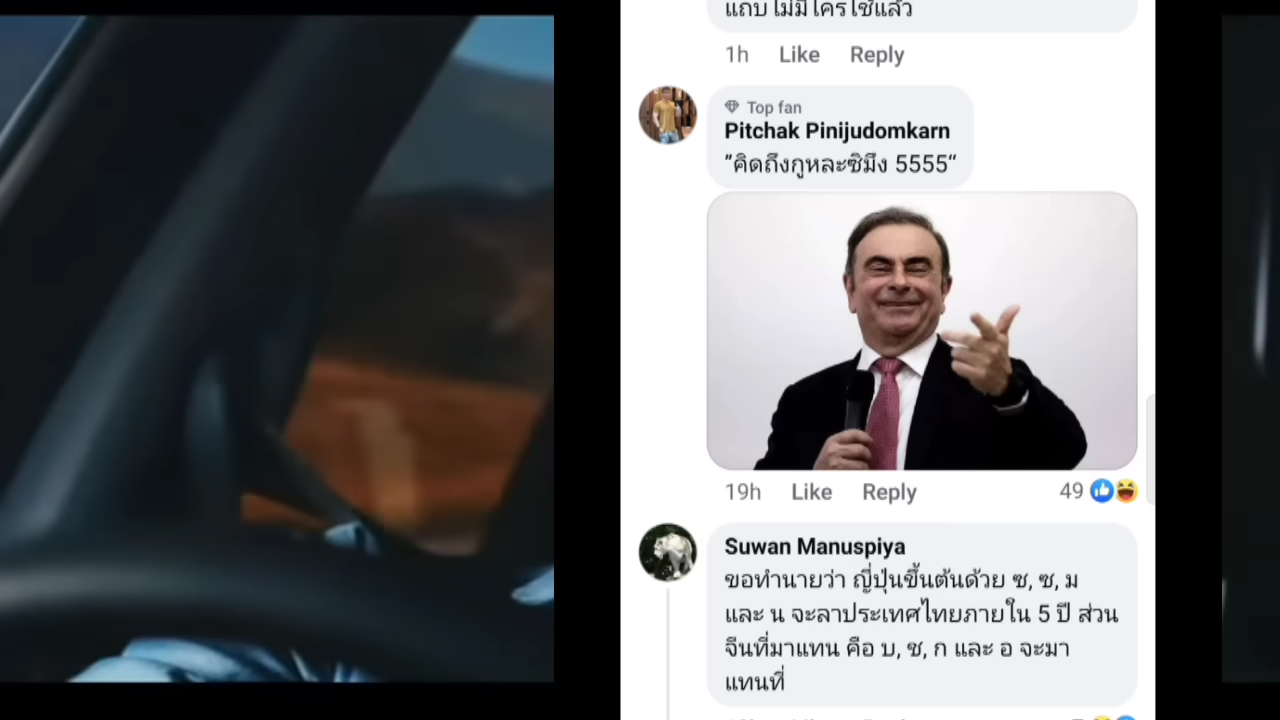 แถบ ไม่มีใครใช้แล้ว
1h Like Reply
Top fan
Pitchak Pinijudomkarn
"คิดถึงกูหละซิมึง 5555"
19h Like Reply 49
Suwan Manuspiya
ขอทำนายว่า ญี่ปุ่นขึ้นต้นด้วย ซ, ซ, ม
และ น จะลาประเทศไทยภายใน 5 ปี ส่วน
จีนที่มาแทน คือ บ, ช, ก และ อ จะมา
แทนที่